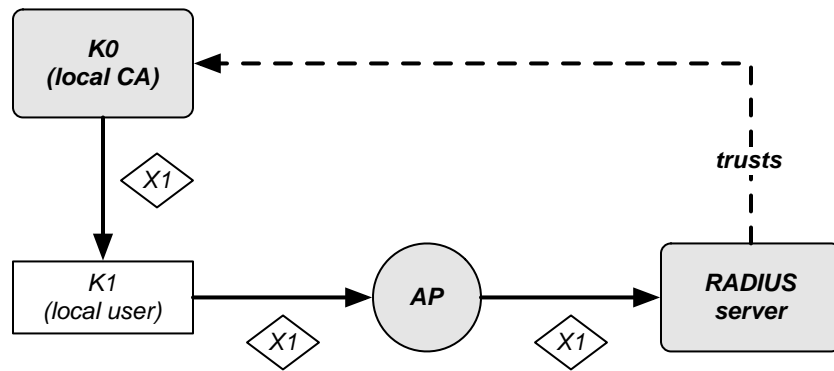 K0
(local CA)
trusts
X1
K1
(local user)
AP
RADIUS
server
X1
X1